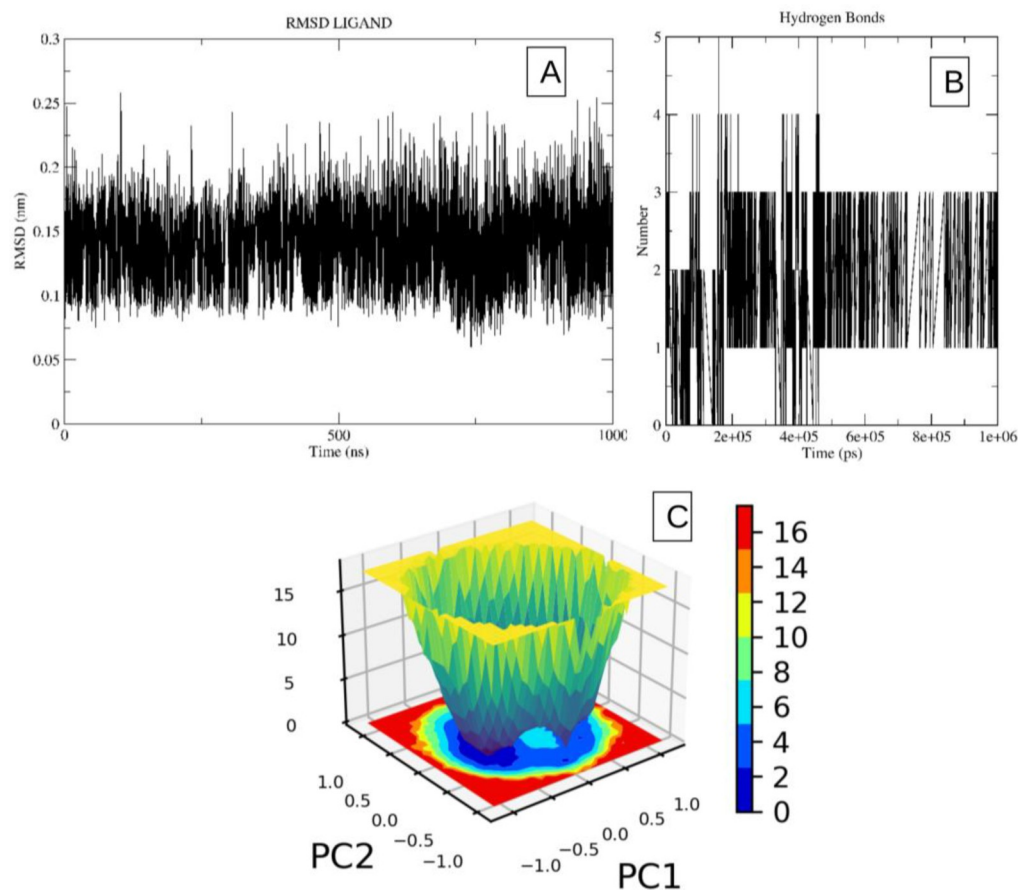 RMSD LIGAND
A
0.3
0.25
0.2
0.15
0.1
0.05
0
RMSD (nm)
0 500 1000
Time (ns)
Hydrogen Bonds
B
5
4
3
2
1
0
Number
0 2e+05 4e+05 6e+05 8e+05 1e+06
Time (ps)
C
15
10
5
0
1.0
0.5
0.0
−0.5
−1.0
PC2
−1.0
−0.5
0.0
0.5
1.0
PC1
16
14
12
10
8
6
4
2
0